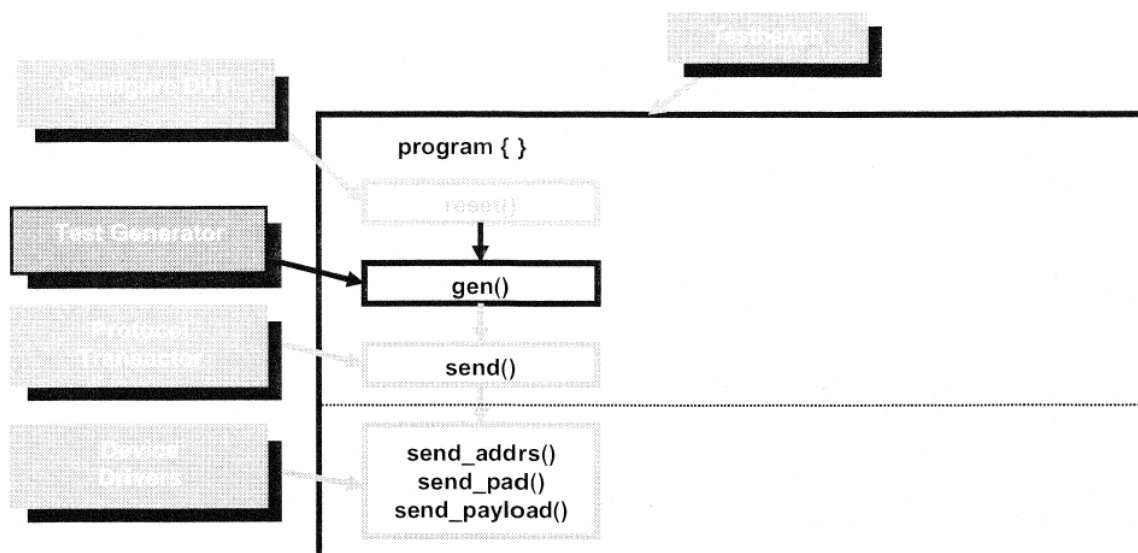 Testbench
Configure DUT
program { }
reset()
Test Generator
gen()
Protocol
Transactor
send()
Device
Drivers
send_addrs()
send_pad()
send_payload()